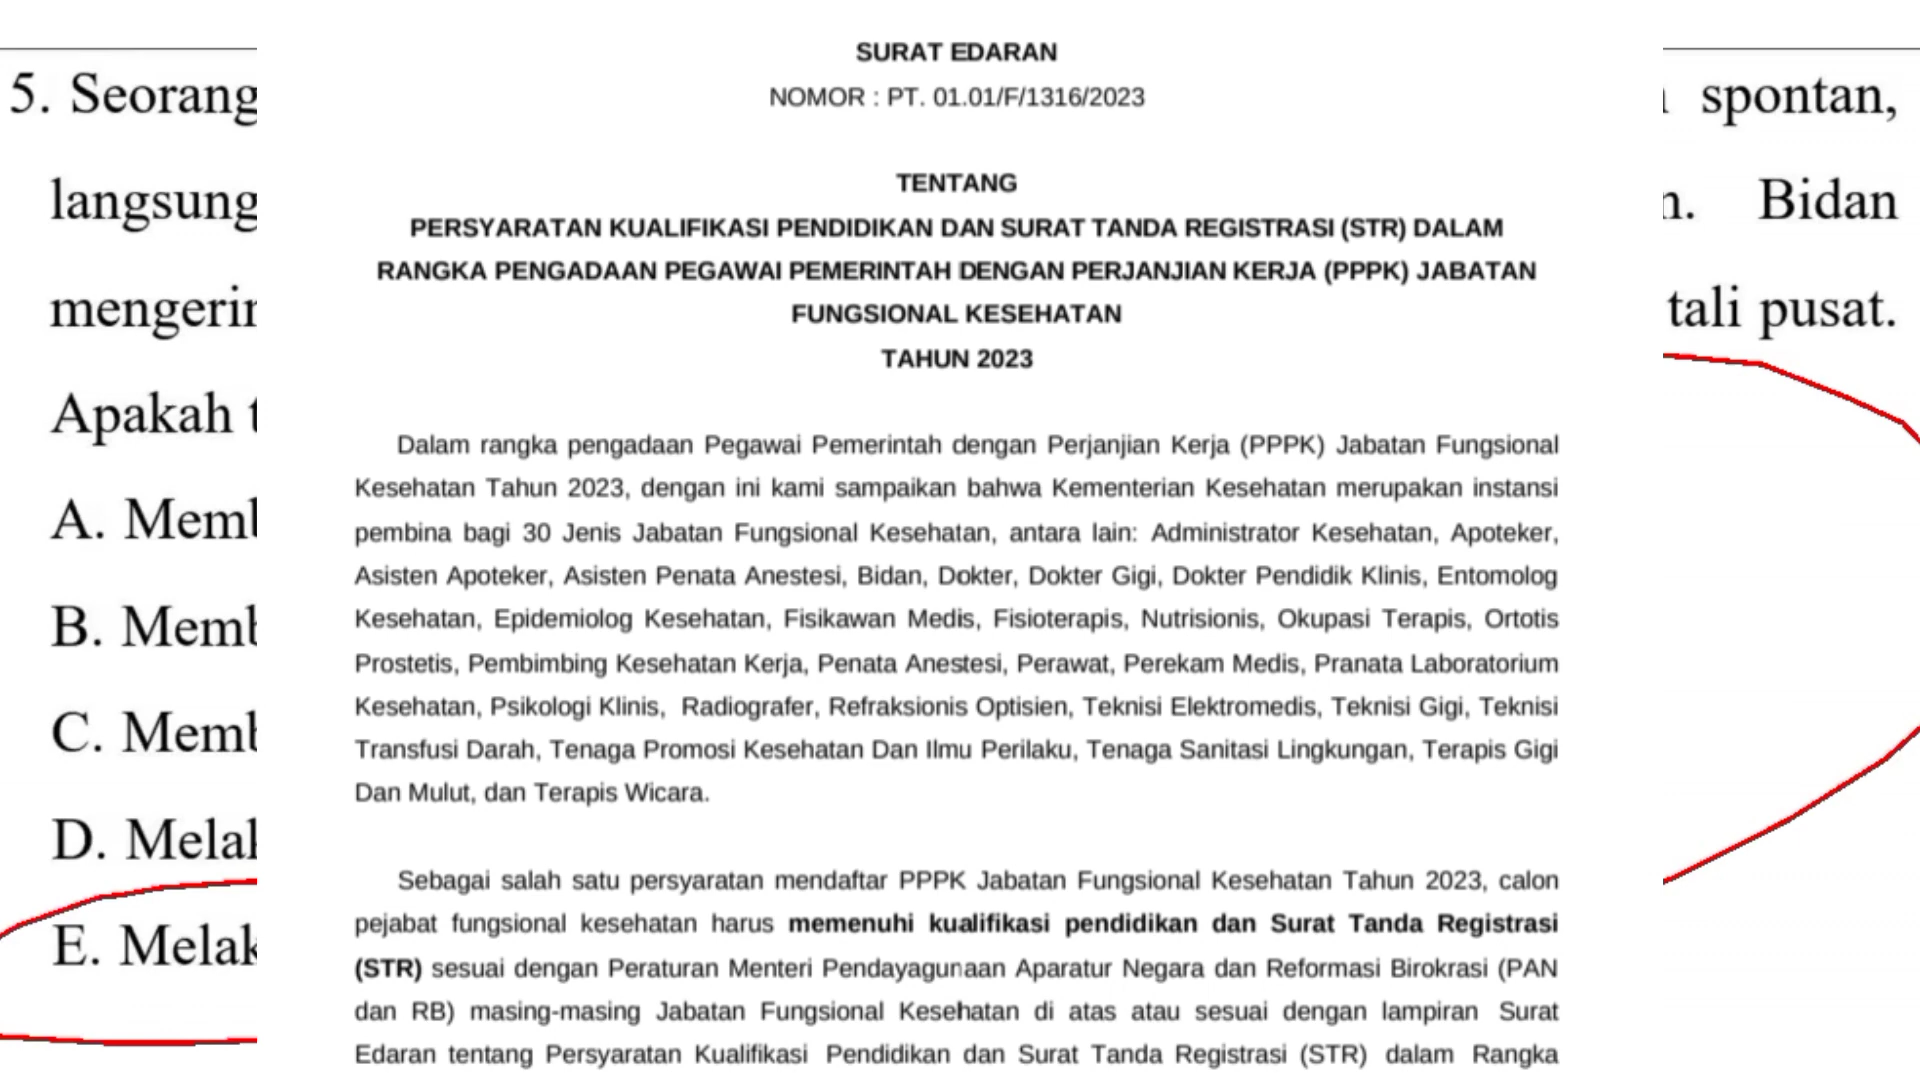 SURAT EDARAN
NOMOR : PT. 01.01/F/1316/2023
TENTANG
PERSYARATAN KUALIFIKASI PENDIDIKAN DAN SURAT TANDA REGISTRASI (STR) DALAM
RANGKA PENGADAAN PEGAWAI PEMERINTAH DENGAN PERJANJIAN KERJA (PPPK) JABATAN
FUNGSIONAL KESEHATAN
TAHUN 2023
Dalam rangka pengadaan Pegawai Pemerintah dengan Perjanjian Kerja (PPPK) Jabatan Fungsional
Kesehatan Tahun 2023, dengan ini kami sampaikan bahwa Kementerian Kesehatan merupakan instansi
pembina bagi 30 Jenis Jabatan Fungsional Kesehatan, antara lain: Administrator Kesehatan, Apoteker,
Asisten Apoteker, Asisten Penata Anestesi, Bidan, Dokter, Dokter Gigi, Dokter Pendidik Klinis, Entomolog
Kesehatan, Epidemiolog Kesehatan, Fisikawan Medis, Fisioterapis, Nutrisionis, Okupasi Terapis, Ortotis
Prostetis, Pembimbing Kesehatan Kerja, Penata Anestesi, Perawat, Perekam Medis, Pranata Laboratorium
Kesehatan, Psikologi Klinis, Radiografer, Refraksionis Optisien, Teknisi Elektromedis, Teknisi Gigi, Teknisi
Transfusi Darah, Tenaga Promosi Kesehatan Dan Ilmu Perilaku, Tenaga Sanitasi Lingkungan, Terapis Gigi
Dan Mulut, dan Terapis Wicara.
Sebagai salah satu persyaratan mendaftar PPPK Jabatan Fungsional Kesehatan Tahun 2023, calon
pejabat fungsional kesehatan harus memenuhi kualifikasi pendidikan dan Surat Tanda Registrasi
(STR) sesuai dengan Peraturan Menteri Pendayagunaan Aparatur Negara dan Reformasi Birokrasi (PAN
dan RB) masing-masing Jabatan Fungsional Kesehatan di atas atau sesuai dengan lampiran Surat
Edaran tentang Persyaratan Kualifikasi Pendidikan dan Surat Tanda Registrasi (STR) dalam Rangka
5. Seorang
langsung
Apakah
A.
B.
C.
D.
E.
spontan,
Bidan
tali pusat.